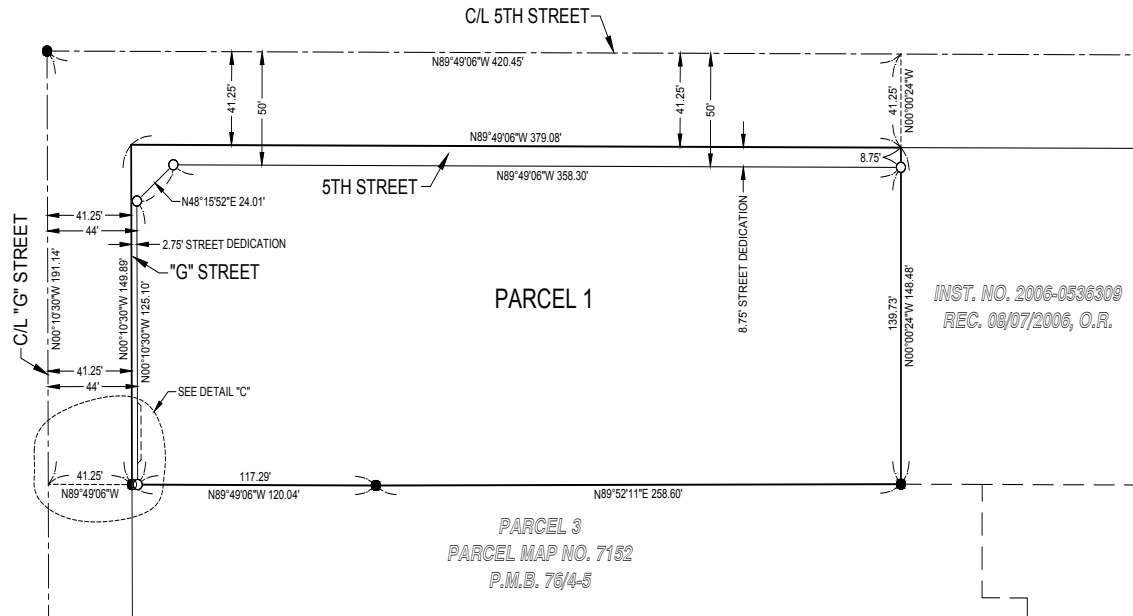 C/L 5TH STREET
N89°49'06"W 420.45'
41.25'
50'
41.25'
50'
41.25'
N00°00'24"W
N89°49'06"W 379.08'
8.75'
5TH STREET
N89°49'06"W 358.30'
N48°15'52"E 24.01'
41.25'
44'
2.75' STREET DEDICATION
"G" STREET
C/L "G" STREET
N00°10'30"W 191.14'
N00°10'30"W 149.89'
N00°10'30"W 125.10'
PARCEL 1
8.75' STREET DEDICATION
139.73'
N00°00'24"W 148.48'
INST. NO. 2006-0536309
REC. 08/07/2006, O.R.
41.25'
44'
SEE DETAIL "C"
41.25'
N89°49'06"W
117.29'
N89°49'06"W 120.04'
N89°52'11"E 258.60'
PARCEL 3
PARCEL MAP NO. 7152
P.M.B. 76/4-5